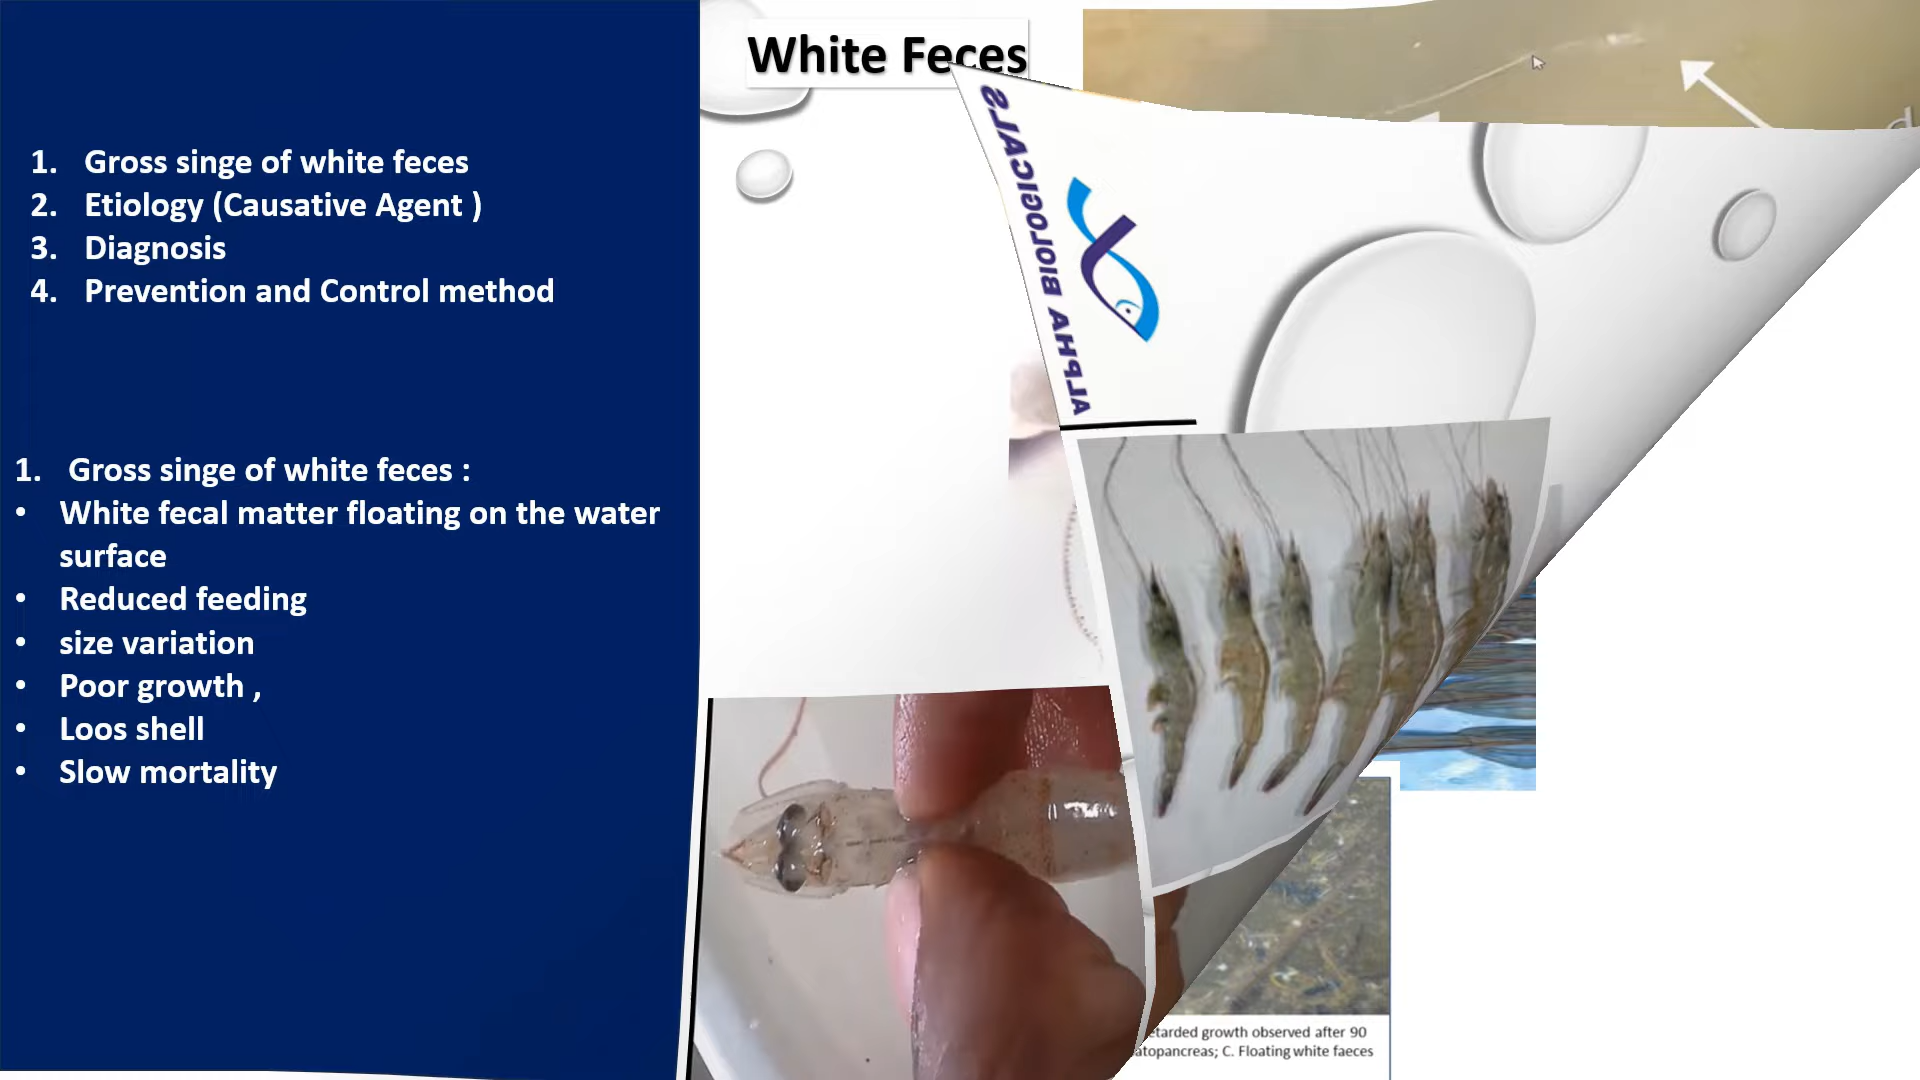 White Feces
1. Gross singe of white feces
2. Etiology (Causative Agent )
3. Diagnosis
4. Prevention and Control method
1. Gross singe of white feces :
• White fecal matter floating on the water
surface
• Reduced feeding
• size variation
• Poor growth ,
• Loos shell
• Slow mortality
ALPHA BIOLOGICALS
growth observed after 90
C. Floating white faeces